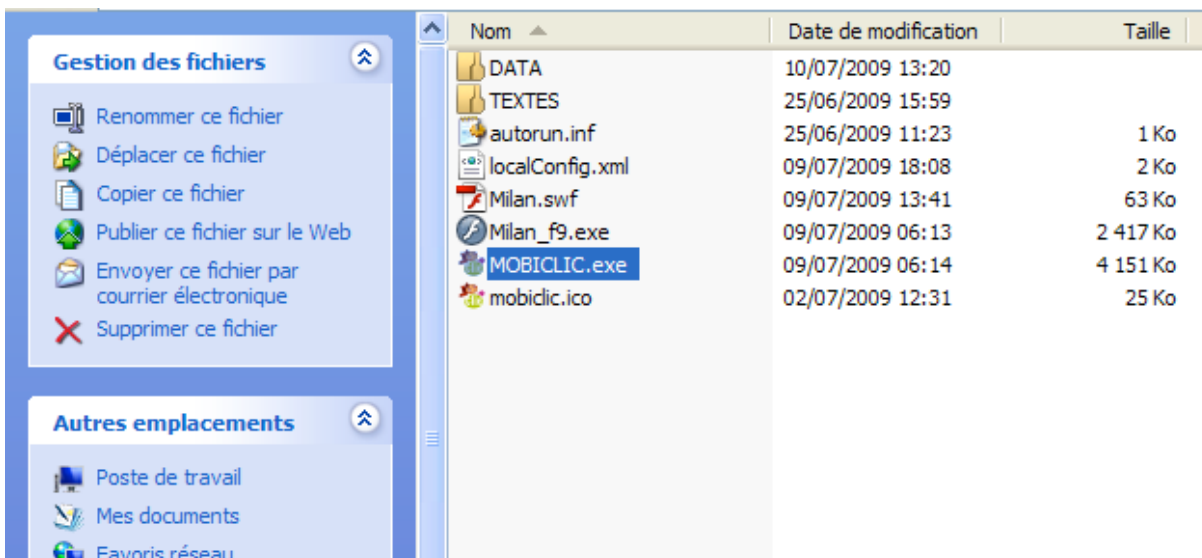 Gestion des fichiers
Renommer ce fichier
Déplacer ce fichier
Copier ce fichier
Publier ce fichier sur le Web
Envoyer ce fichier par
courrier électronique
Supprimer ce fichier
Autres emplacements
Poste de travail
Mes documents
Favoris réseau
Nom Date de modification Taille
DATA 10/07/2009 13:20
TEXTES 25/06/2009 15:59
autorun.inf 25/06/2009 11:23 1 Ko
localConfig.xml 09/07/2009 18:08 2 Ko
Milan.swf 09/07/2009 13:41 63 Ko
Milan_f9.exe 09/07/2009 06:13 2 417 Ko
MOBICLIC.exe 09/07/2009 06:14 4 151 Ko
mobiclic.ico 02/07/2009 12:31 25 Ko